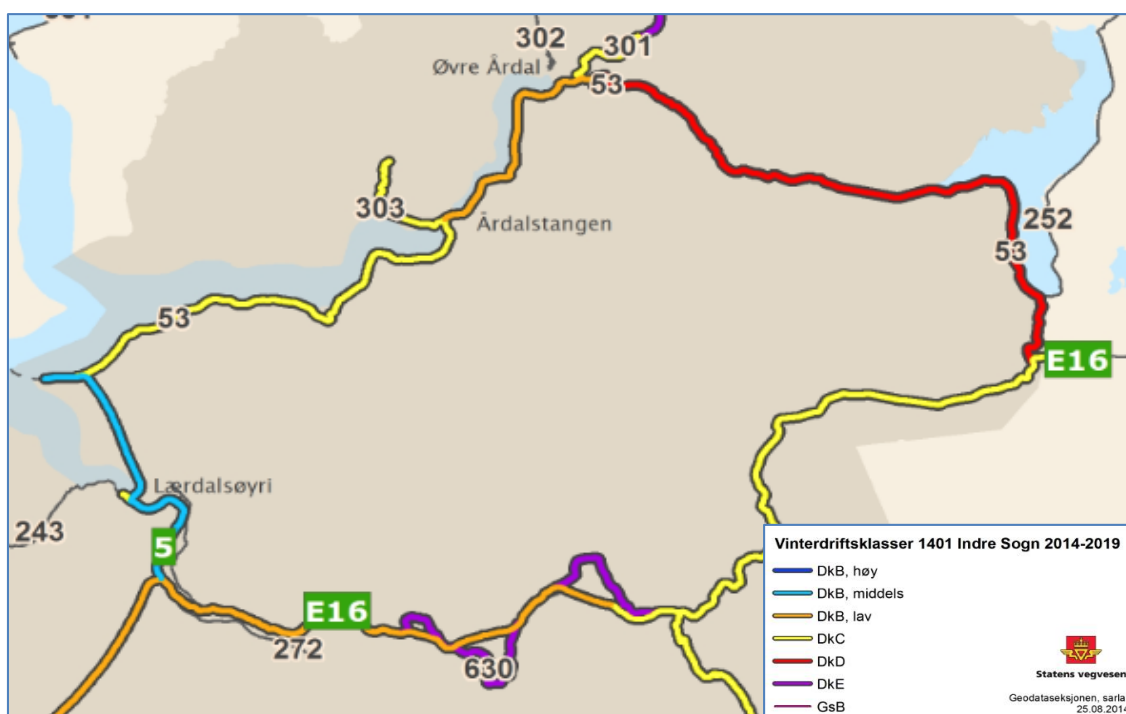 302
301
Øvre Årdal
53
303
Årdalstangen
252
53
53
E16
Lærdalsøyri
243
5
E16
272
630
Vinterdriftsklasser 1401 Indre Sogn 2014-2019
DkB, høy
DkB, middels
DkB, lav
DkC
DkD
DkE
GsB
Statens vegvesen
Geodataseksjonen, sarla
25.08.2014